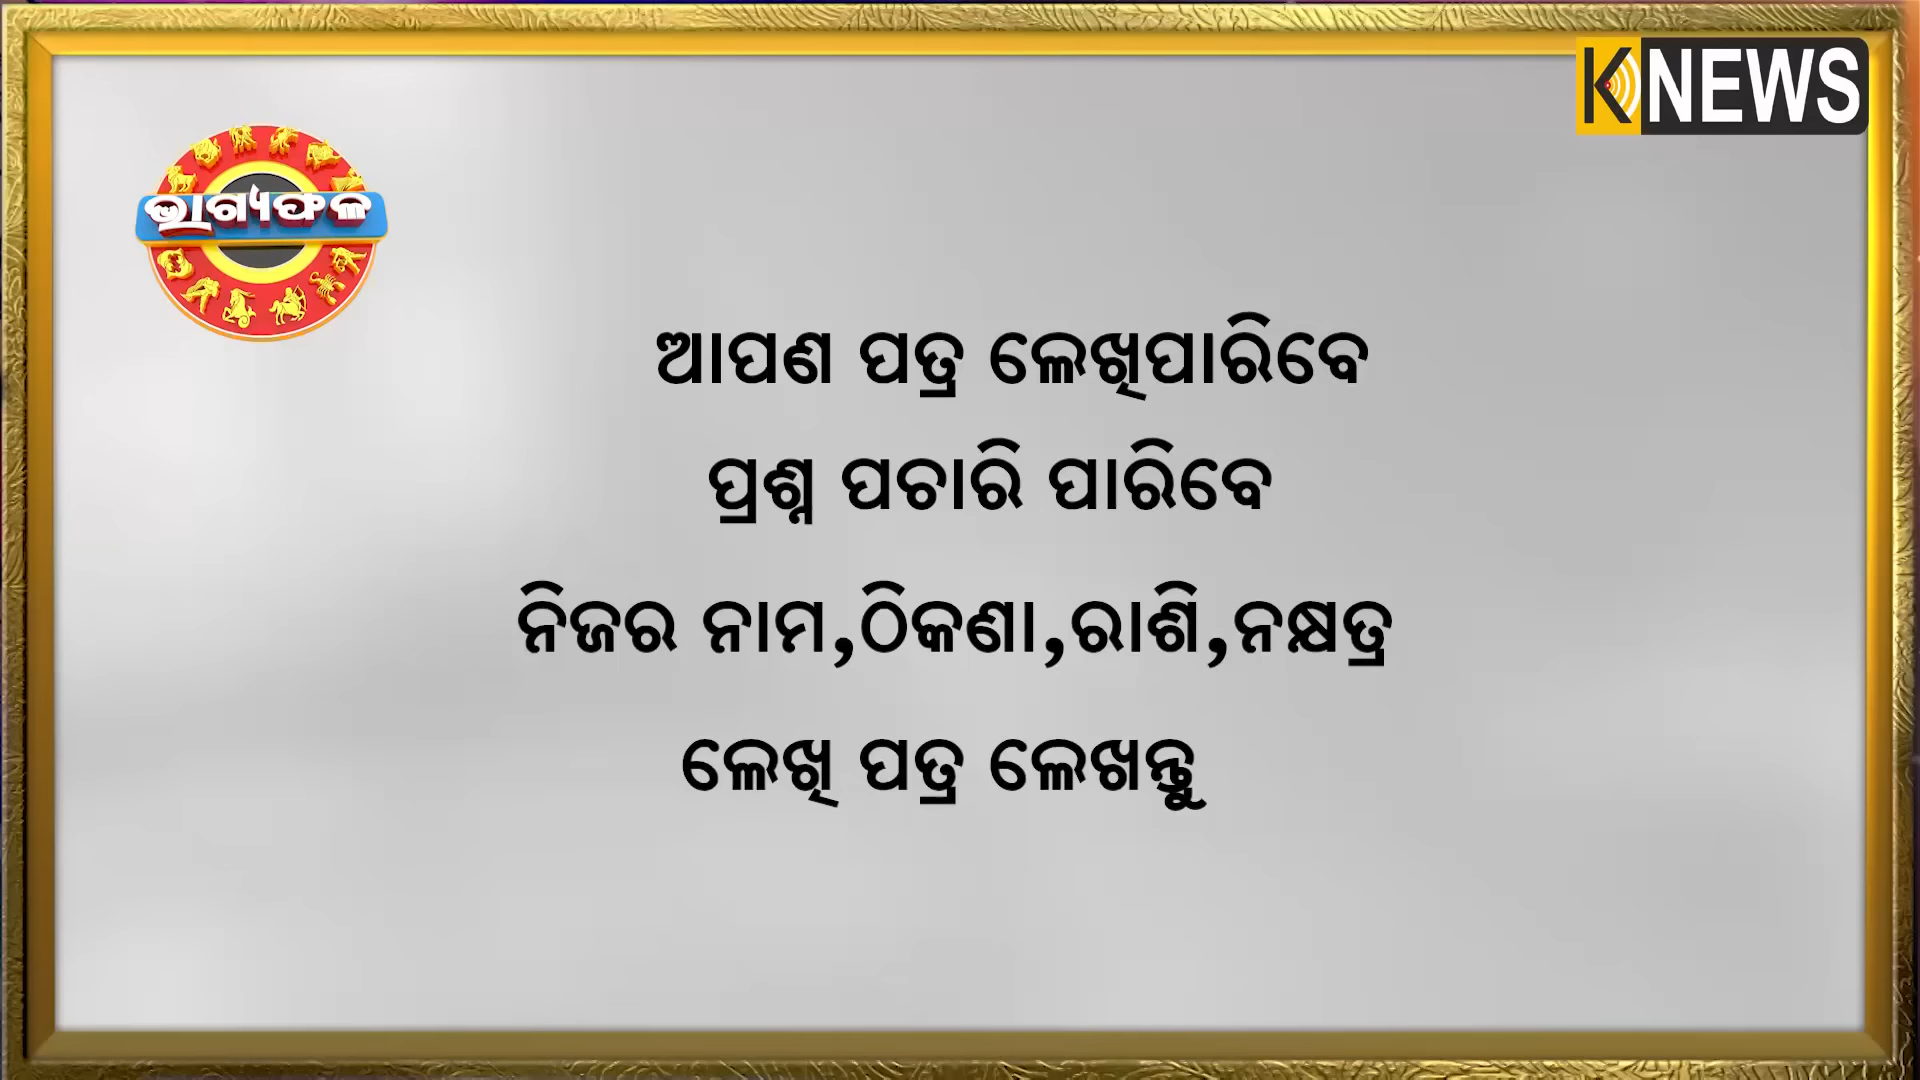 KNEWS
ଭାଗ୍ୟଫଳ
ଆପଣ ପତ୍ର ଲେଖିପାରିବେ
ପ୍ରଶ୍ନ ପଚାରି ପାରିବେ
ନିଜର ନାମ,ଠିକଣା,ରାଶି,ନକ୍ଷତ୍ର
ଲେଖି ପତ୍ର ଲେଖନ୍ତୁ